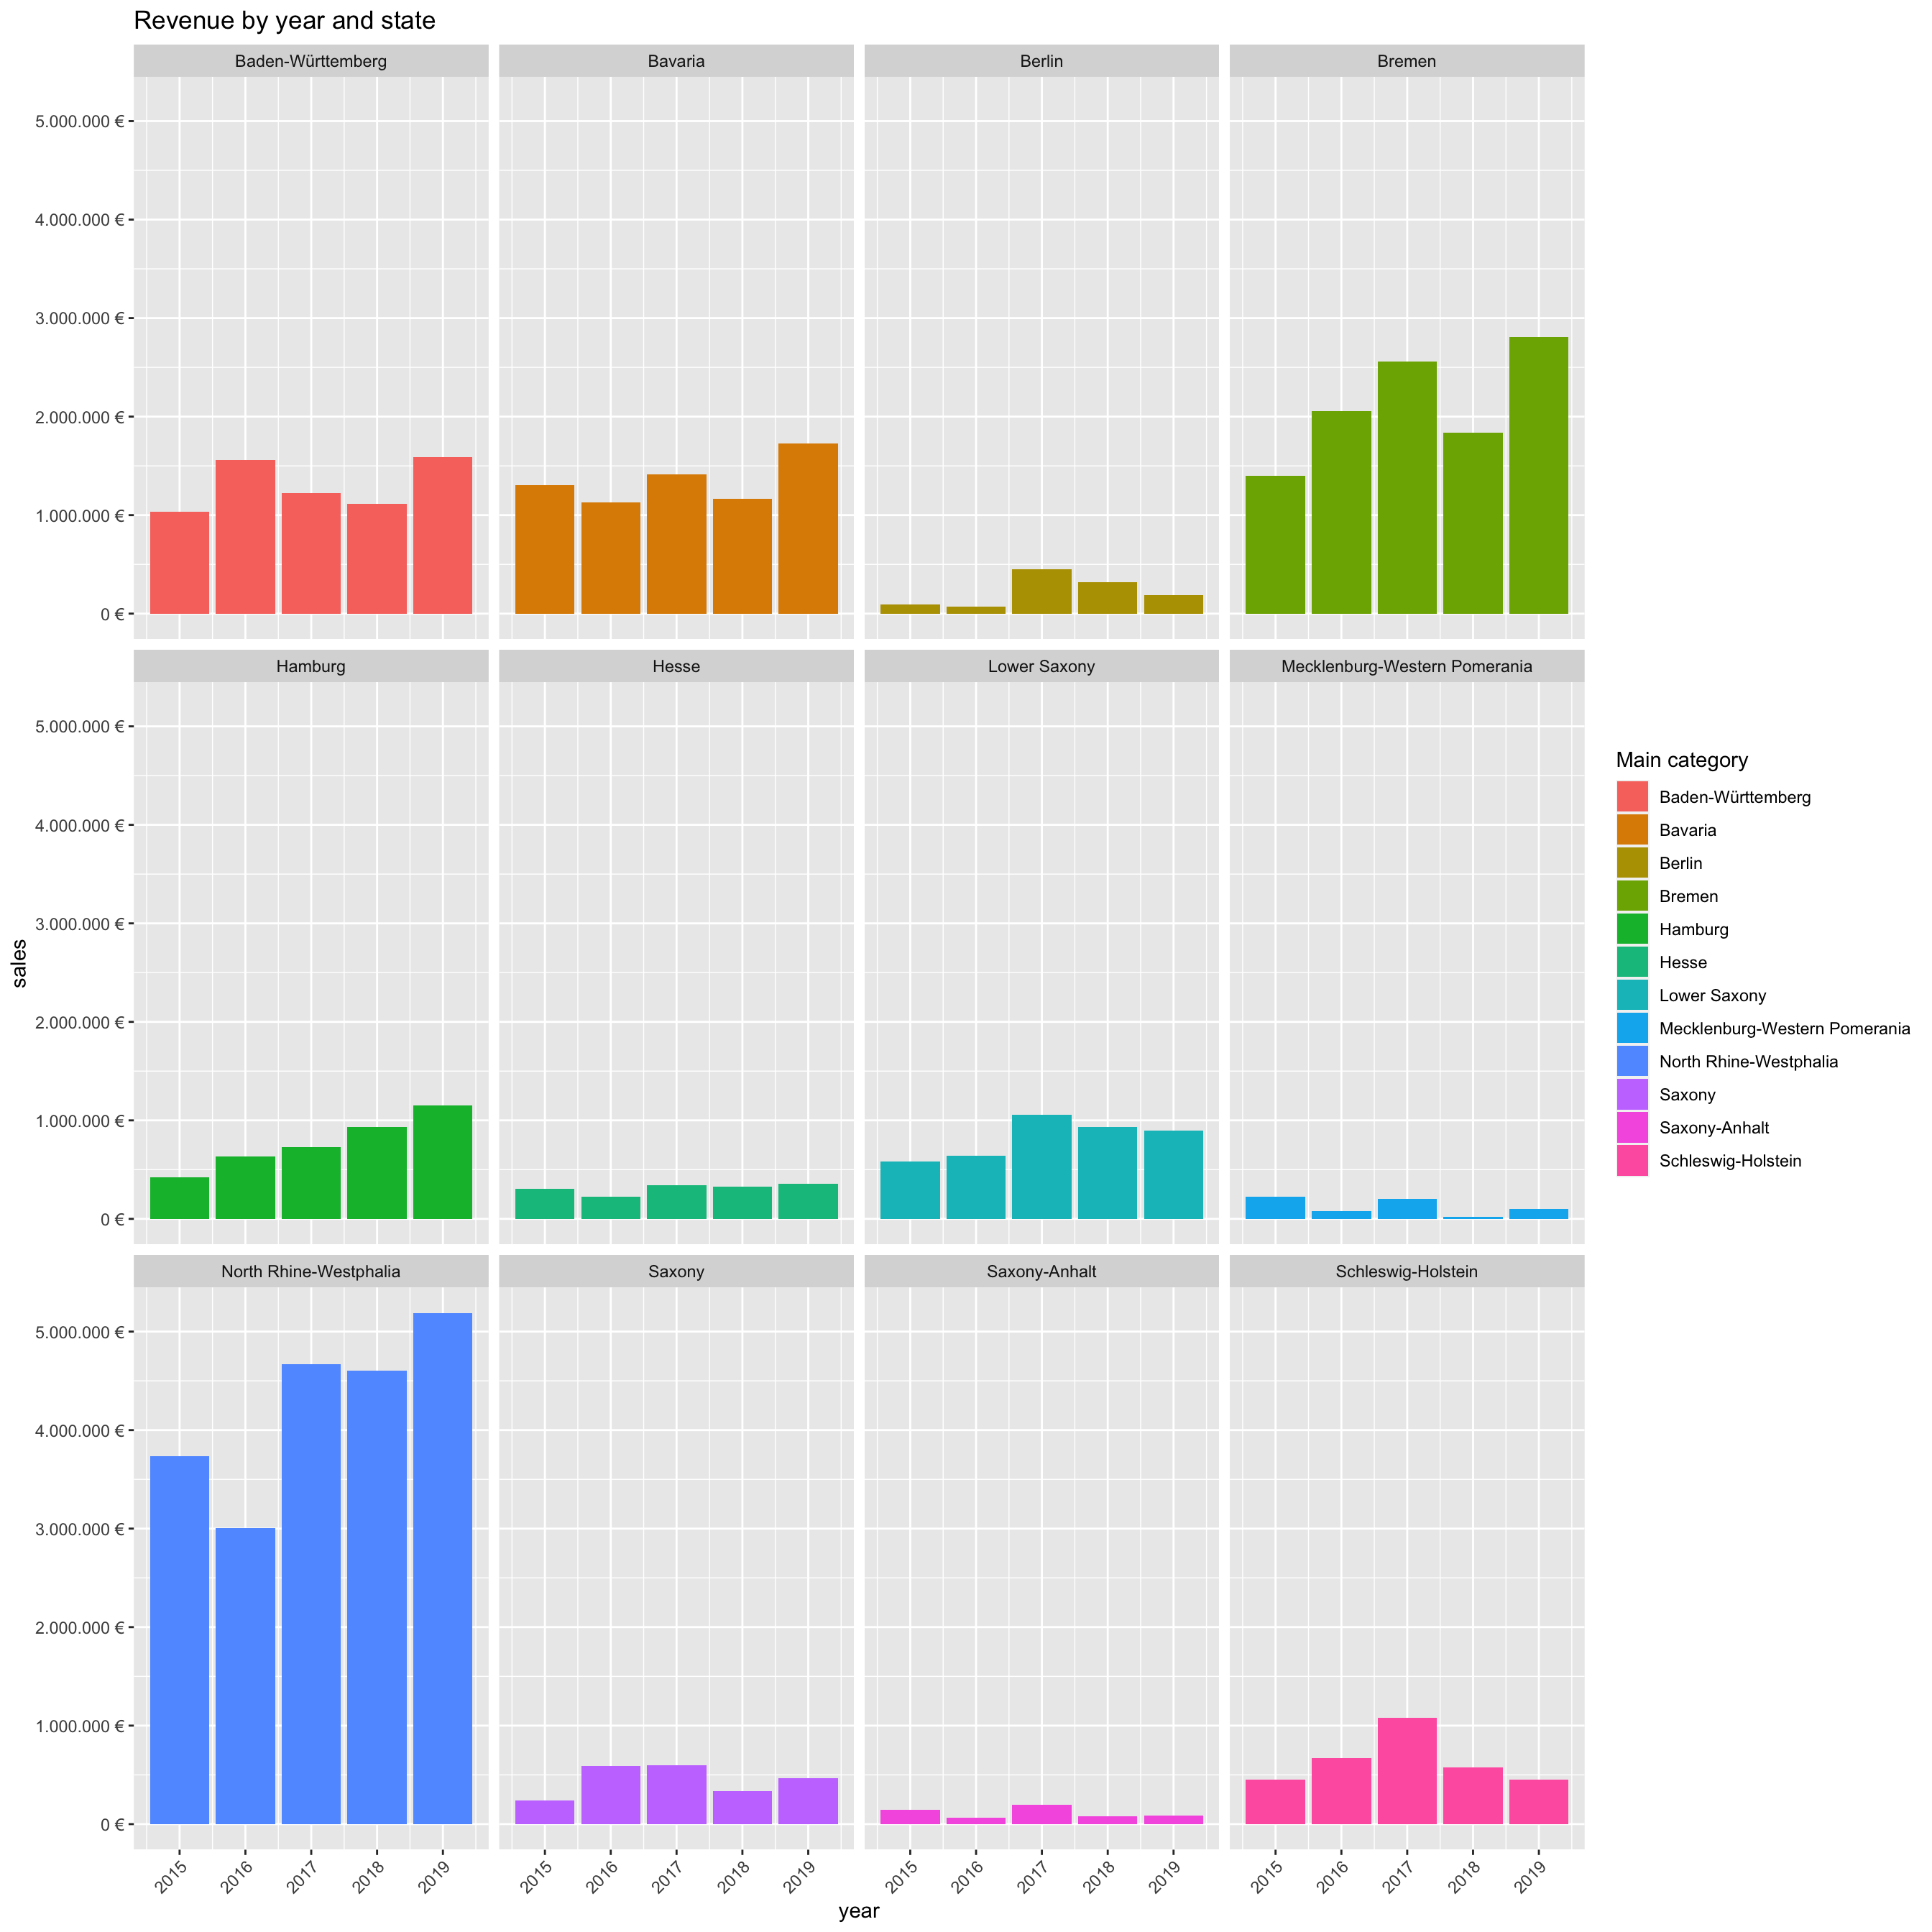 Revenue by year and state
Baden-Württemberg
Bavaria
Berlin
Bremen
5.000.000 €
4.000.000 €
3.000.000 €
2.000.000 €
1.000.000 €
0 €
Hamburg
Hesse
Lower Saxony
Mecklenburg-Western Pomerania
5.000.000 €
4.000.000 €
3.000.000 €
2.000.000 €
1.000.000 €
0 €
North Rhine-Westphalia
Saxony
Saxony-Anhalt
Schleswig-Holstein
5.000.000 €
4.000.000 €
3.000.000 €
2.000.000 €
1.000.000 €
0 €
2015 2016 2017 2018 2019
2015 2016 2017 2018 2019
2015 2016 2017 2018 2019
2015 2016 2017 2018 2019
year
sales
Main category
Baden-Württemberg
Bavaria
Berlin
Bremen
Hamburg
Hesse
Lower Saxony
Mecklenburg-Western Pomerania
North Rhine-Westphalia
Saxony
Saxony-Anhalt
Schleswig-Holstein